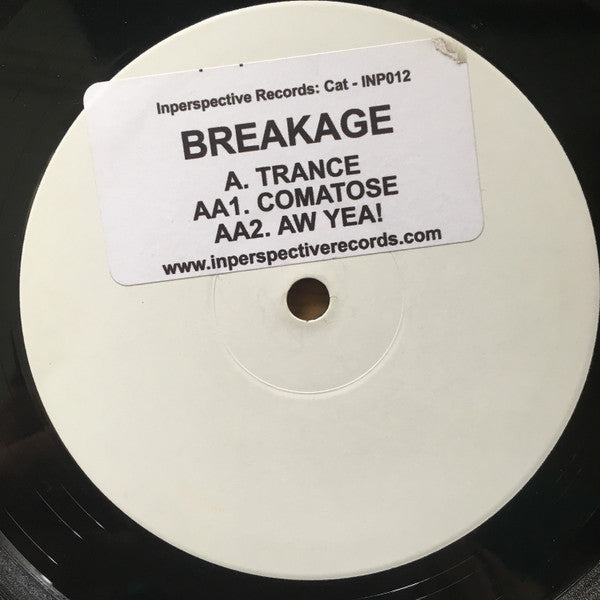 Inperspective Records: Cat - INP012
BREAKAGE
A. TRANCE
AA1. COMATOSE
AA2. AW YEA!
www.inperspectiverecords.com